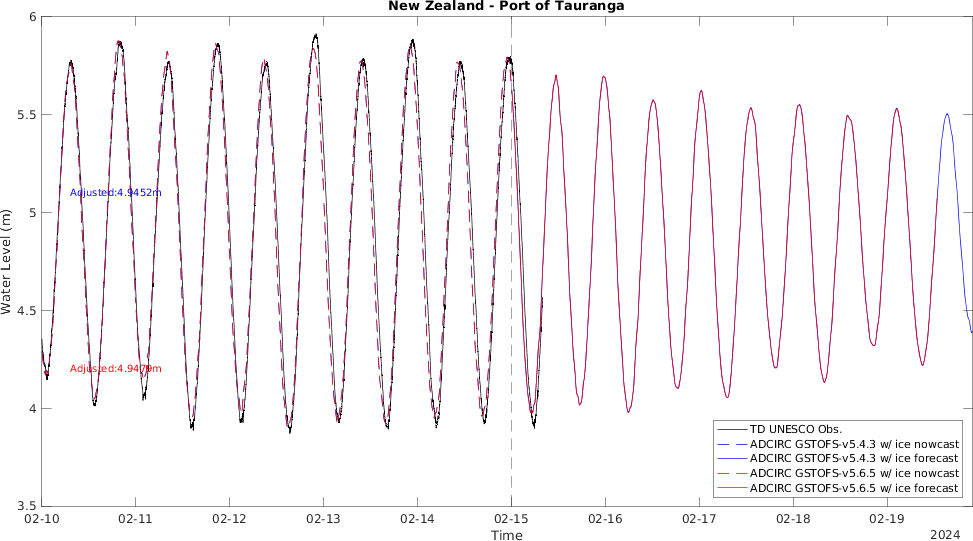 New Zealand - Port of Tauranga
6
5.5
5
4.5
4
3.5
Water Level (m)
Adjusted:4.9452m
Adjusted:4.9479m
TD UNESCO Obs.
ADCIRC GSTOFS-v5.4.3 w/ ice nowcast
ADCIRC GSTOFS-v5.4.3 w/ ice forecast
ADCIRC GSTOFS-v5.6.5 w/ ice nowcast
ADCIRC GSTOFS-v5.6.5 w/ ice forecast
02-10 02-11 02-12 02-13 02-14 02-15 02-16 02-17 02-18 02-19
Time
2024